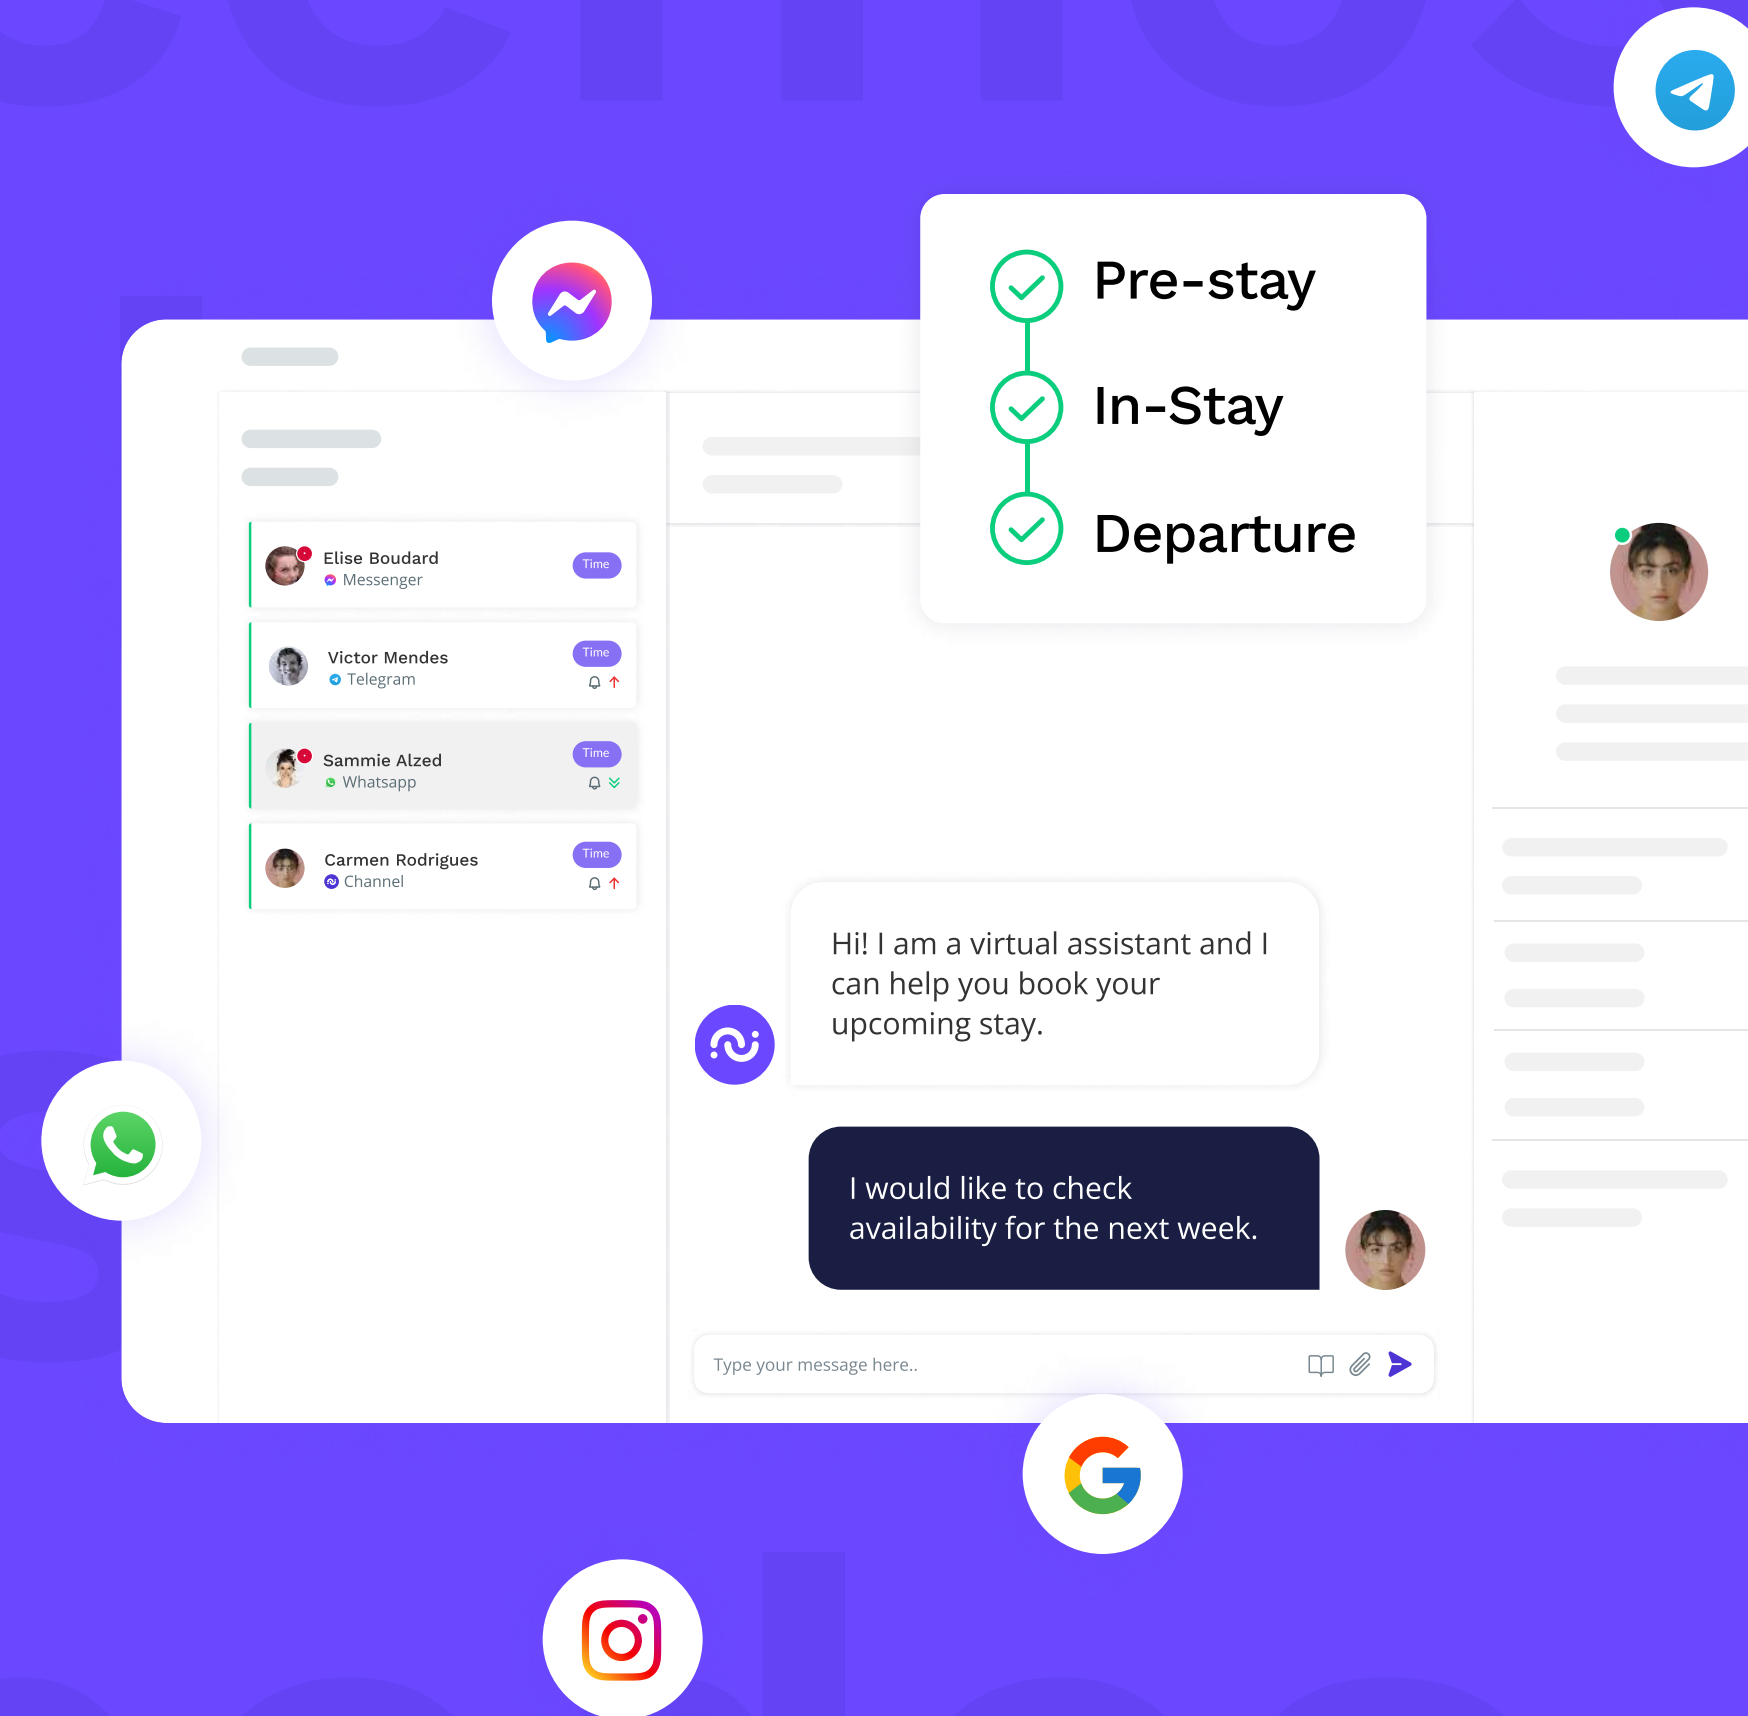 Pre-stay
In-Stay
Departure
Elise Boudard
Messenger
Time
Victor Mendes
Telegram
Time
Sammie Alzed
Whatsapp
Time
Carmen Rodrigues
Channel
Time
Hi! I am a virtual assistant and I
can help you book your
upcoming stay.
I would like to check
availability for the next week.
Type your message here..